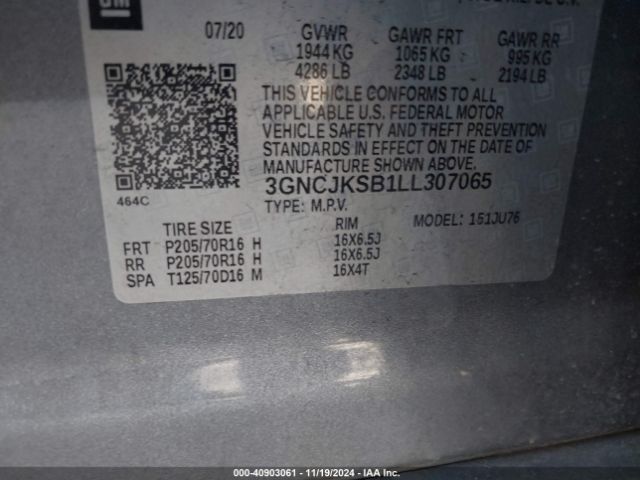 GM
07/20 GVWR GAWR FRT GAWR RR
1944 KG 1065 KG 995 KG
4286 LB 2348 LB 2194 LB
THIS VEHICLE CONFORMS TO ALL
APPLICABLE U.S. FEDERAL MOTOR
VEHICLE SAFETY AND THEFT PREVENTION
STANDARDS IN EFFECT ON THE DATE OF
MANUFACTURE SHOWN ABOVE.
3GNCJKSB1LL307065
464C
TYPE: M.P.V. MODEL: 151JU76
TIRE SIZE RIM
FRT P205/70R16 H 16X6.5J
RR P205/70R16 H 16X6.5J
SPA T125/70D16 M 16X4T
000-40903061 - 11/19/2024 - IAA Inc.